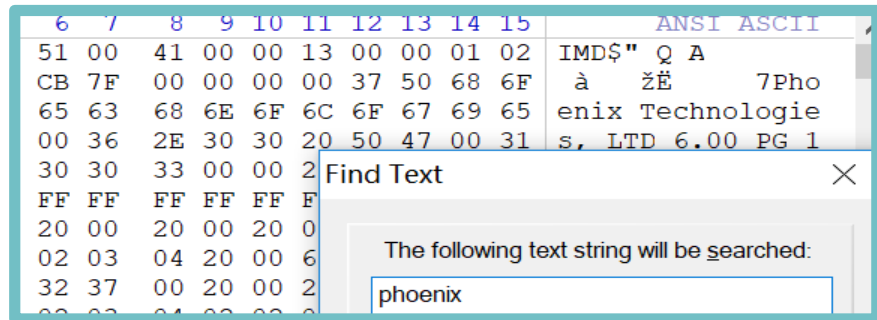 6 7 8 9 10 11 12 13 14 15 ANSI ASCII
51 00 41 00 00 13 00 00 01 02 IMD$" Q A
CB 7F 00 00 00 00 37 50 68 6F à žË 7Pho
65 63 68 6E 6F 6C 6F 67 69 65 enix Technologie
00 36 2E 30 30 20 50 47 00 31 s, LTD 6.00 PG 1
30 30 33 00 00
FF FF FF FF FF
20 00 20 00 20
02 03 04 20 00
32 37 00 20 00
Find Text
The following text string will be searched:
phoenix